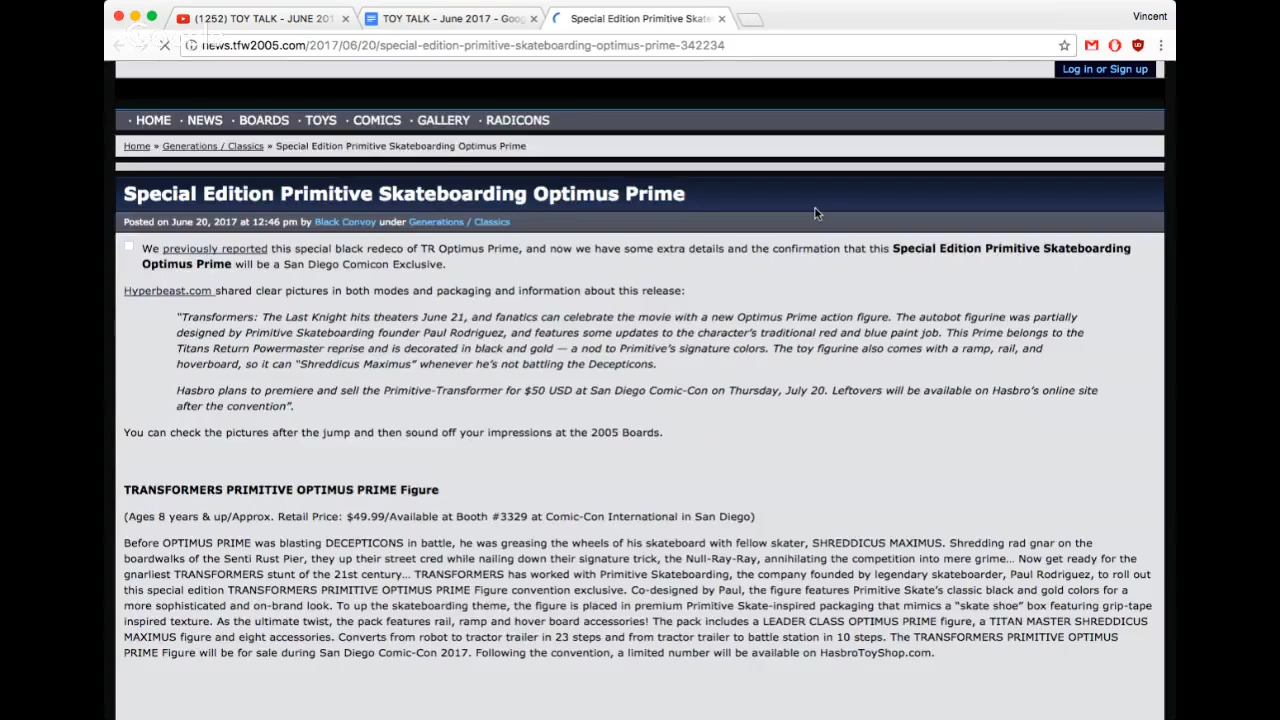 (1252) TOY TALK - JUNE 201
TOY TALK - June 2017 - Goog
Special Edition Primitive Skate
Vincent
news.tfw2005.com/2017/06/20/special-edition-primitive-skateboarding-optimus-prime-342234
Log in or Sign up
· HOME · NEWS · BOARDS · TOYS · COMICS · GALLERY · RADICONS
Home » Generations / Classics » Special Edition Primitive Skateboarding Optimus Prime
Special Edition Primitive Skateboarding Optimus Prime
Posted on June 20, 2017 at 12:46 pm by Black Convoy under Generations / Classics
We previously reported this special black redeco of TR Optimus Prime, and now we have some extra details and the confirmation that this Special Edition Primitive Skateboarding
Optimus Prime will be a San Diego Comicon Exclusive.
Hyperbeast.com shared clear pictures in both modes and packaging and information about this release:
“Transformers: The Last Knight hits theaters June 21, and fanatics can celebrate the movie with a new Optimus Prime action figure. The autobot figurine was partially
designed by Primitive Skateboarding founder Paul Rodriguez, and features some updates to the character’s traditional red and blue paint job. This Prime belongs to the
Titans Return Powermaster reprise and is decorated in black and gold — a nod to Primitive’s signature colors. The toy figurine also comes with a ramp, rail, and
hoverboard, so it can “Shreddicus Maximus” whenever he’s not battling the Decepticons.
Hasbro plans to premiere and sell the Primitive-Transformer for $50 USD at San Diego Comic-Con on Thursday, July 20. Leftovers will be available on Hasbro’s online site
after the convention”.
You can check the pictures after the jump and then sound off your impressions at the 2005 Boards.
TRANSFORMERS PRIMITIVE OPTIMUS PRIME Figure
(Ages 8 years & up/Approx. Retail Price: $49.99/Available at Booth #3329 at Comic-Con International in San Diego)
Before OPTIMUS PRIME was blasting DECEPTICONS in battle, he was greasing the wheels of his skateboard with fellow skater, SHREDDICUS MAXIMUS. Shredding rad gnar on the
boardwalks of the Senti Rust Pier, they up their street cred while nailing down their signature trick, the Null-Ray-Ray, annihilating the competition into mere grime... Now get ready for the
gnarliest TRANSFORMERS stunt of the 21st century... TRANSFORMERS has worked with Primitive Skateboarding, the company founded by legendary skateboarder, Paul Rodriguez, to roll out
this special edition TRANSFORMERS PRIMITIVE OPTIMUS PRIME Figure convention exclusive. Co-designed by Paul, the figure features Primitive Skate’s classic black and gold colors for a
more sophisticated and on-brand look. To up the skateboarding theme, the figure is placed in premium Primitive Skate-inspired packaging that mimics a “skate shoe” box featuring grip-tape
inspired texture. As the ultimate twist, the pack features rail, ramp and hover board accessories! The pack includes a LEADER CLASS OPTIMUS PRIME figure, a TITAN MASTER SHREDDICUS
MAXIMUS figure and eight accessories. Converts from robot to tractor trailer in 23 steps and from tractor trailer to battle station in 10 steps. The TRANSFORMERS PRIMITIVE OPTIMUS
PRIME Figure will be for sale during San Diego Comic-Con 2017. Following the convention, a limited number will be available on HasbroToyShop.com.